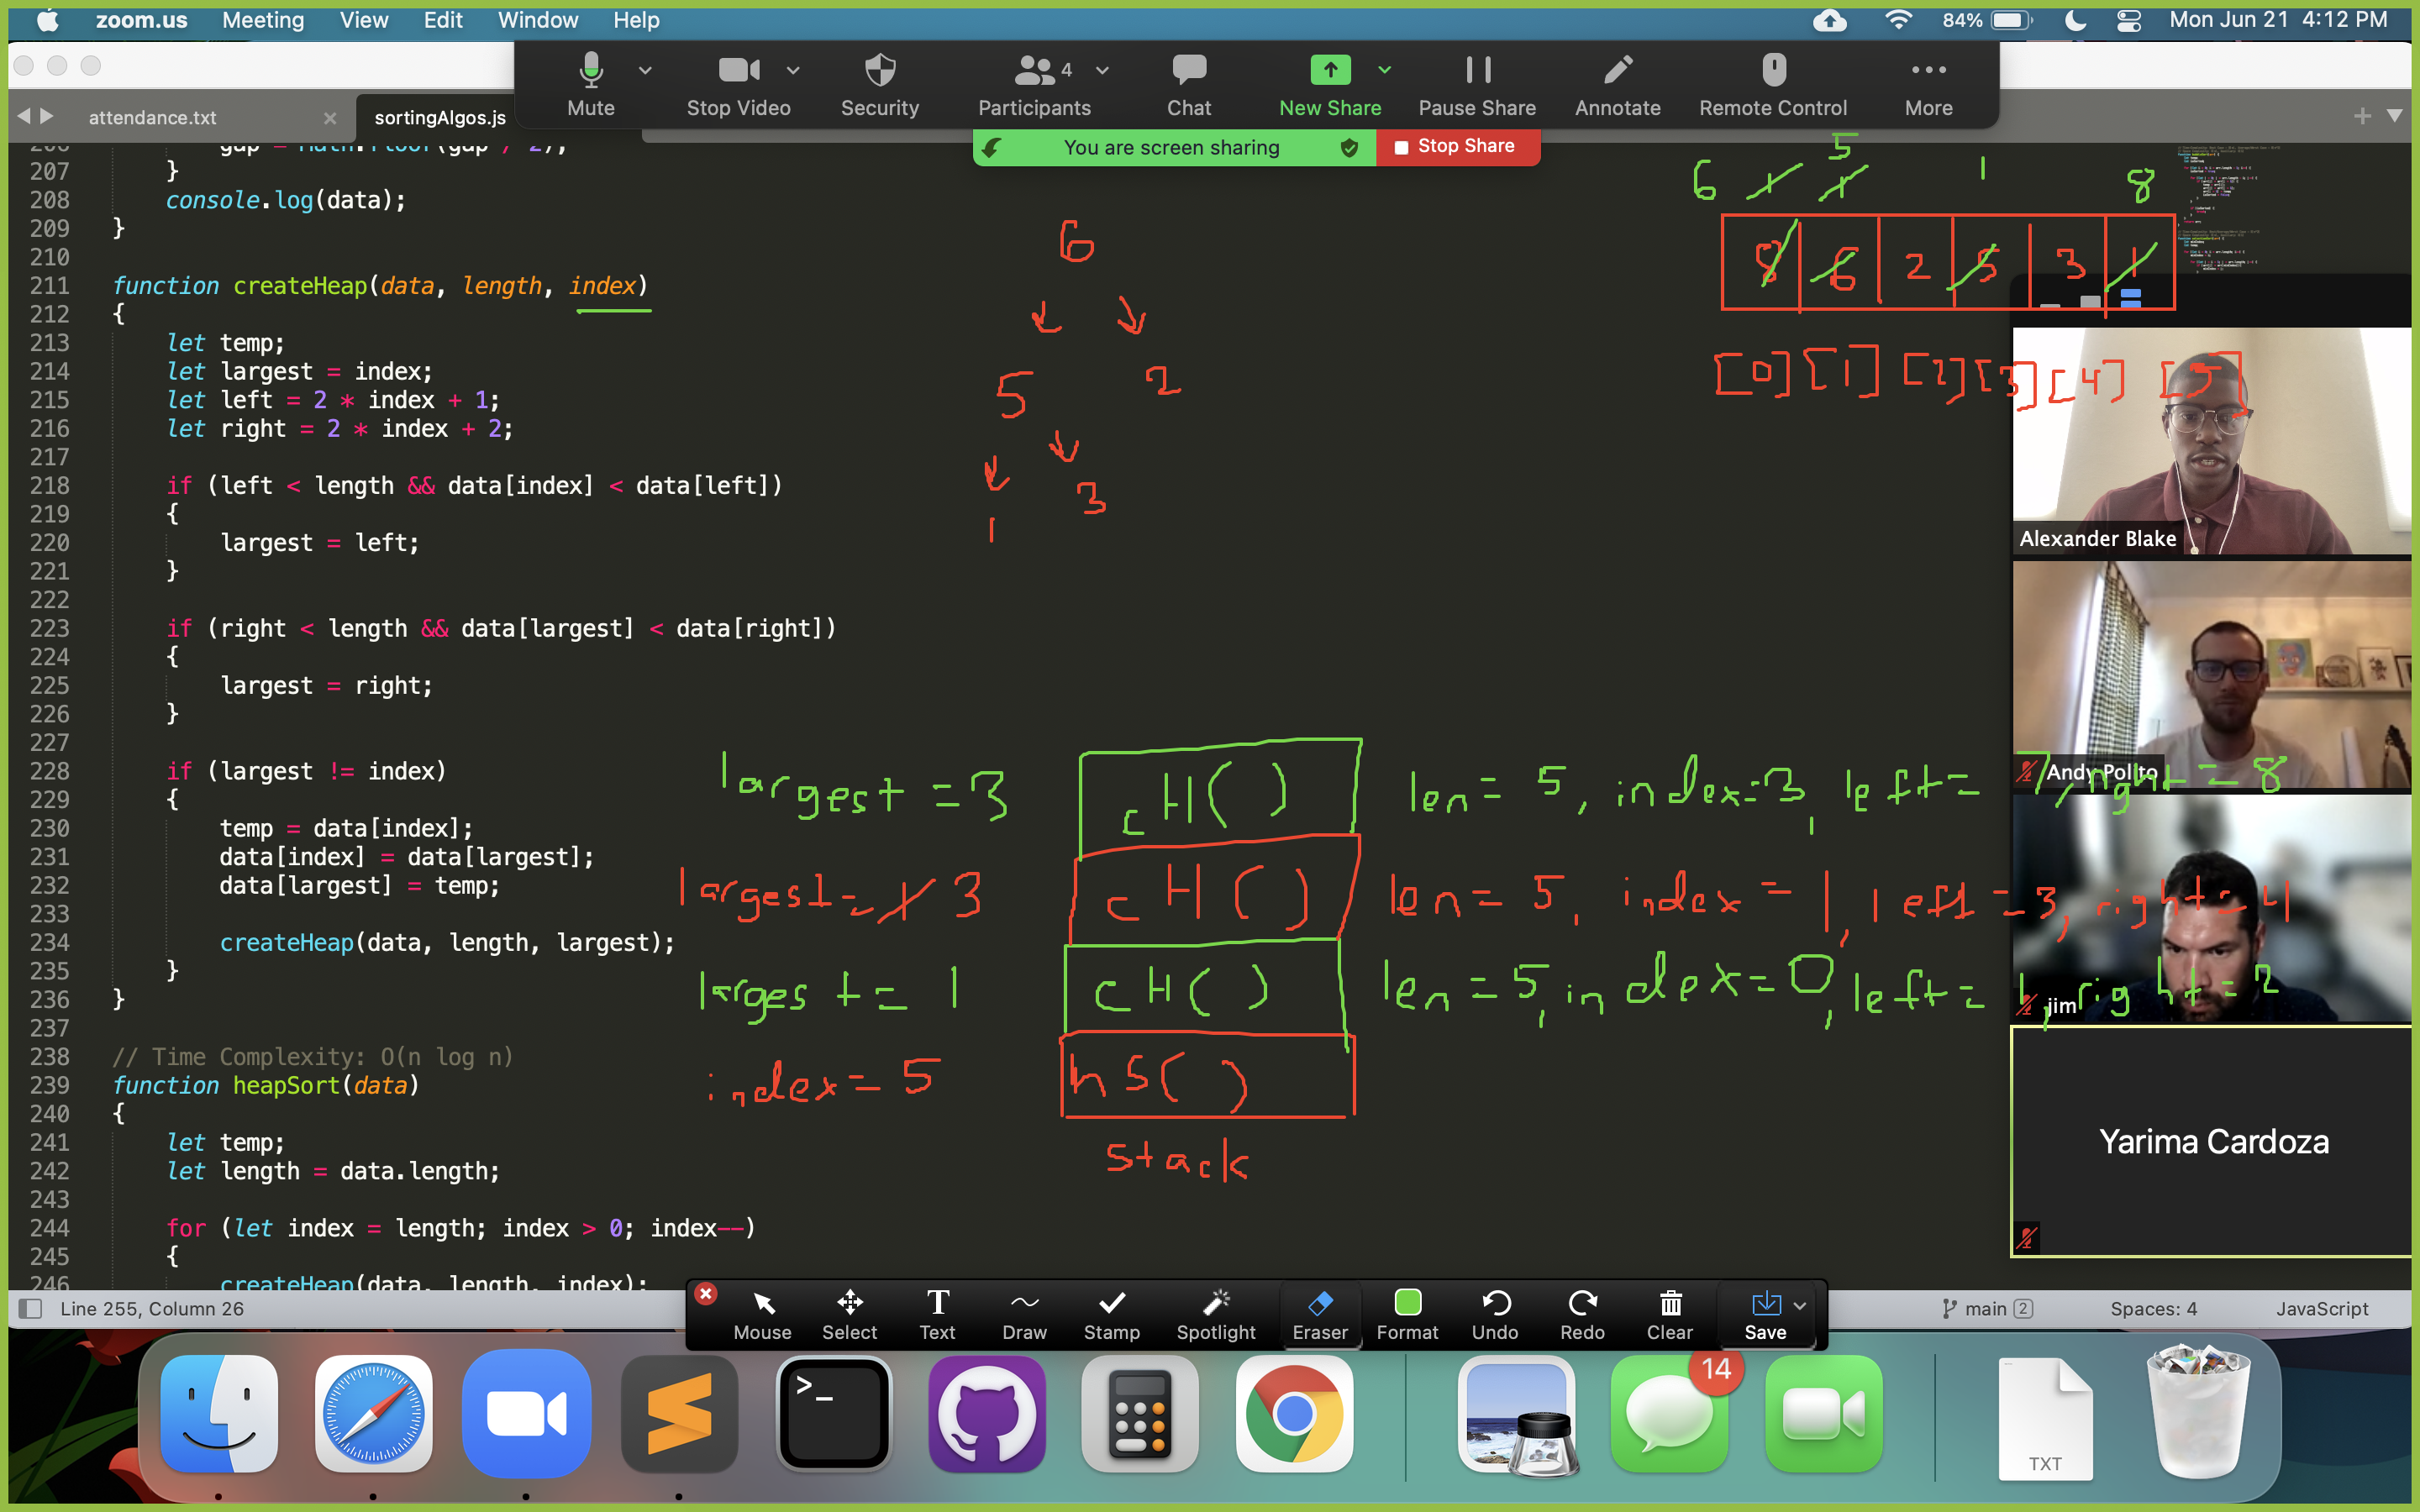 zoom.us Meeting View Edit Window Help 84% Mon Jun 21 4:12 PM
Mute Stop Video Security Participants 4 Chat New Share Pause Share Annotate Remote Control More
attendance.txt sortingAlgos.js
You are screen sharing Stop Share
206 gap = Math.floor(gap / 2);
207 }
208 console.log(data);
209 }
210
211 function createHeap(data, length, index)
212 {
213 let temp;
214 let largest = index;
215 let left = 2 * index + 1;
216 let right = 2 * index + 2;
217
218 if (left < length && data[index] < data[left])
219 {
220 largest = left;
221 }
222
223 if (right < length && data[largest] < data[right])
224 {
225 largest = right;
226 }
227
228 if (largest != index)
229 {
230 temp = data[index];
231 data[index] = data[largest];
232 data[largest] = temp;
233
234 createHeap(data, length, largest);
235 }
236 }
237
238 // Time Complexity: O(n log n)
239 function heapSort(data)
240 {
241 let temp;
242 let length = data.length;
243
244 for (let index = length; index > 0; index--)
245 {
246 createHeap(data, length, index);
6
5 2
1 3
5
6 1 1 1 8
8 6 2 5 3 1
[0] [1] [2] [3] [4] [5]
largest = 3 cH() len = 5, index=3, left = 7, right = 8
largest = 1 3 cH() len = 5, index = 1, left = 3, right = 4
largest = 1 cH() len = 5, index = 0, left = 1, right = 2
index = 5 hS()
stack
Alexander Blake
Andy Polito
jim
Yarima Cardoza
Line 255, Column 26 main 2 Spaces: 4 JavaScript
Mouse Select Text Draw Stamp Spotlight Eraser Format Undo Redo Clear Save
>_
14
TXT